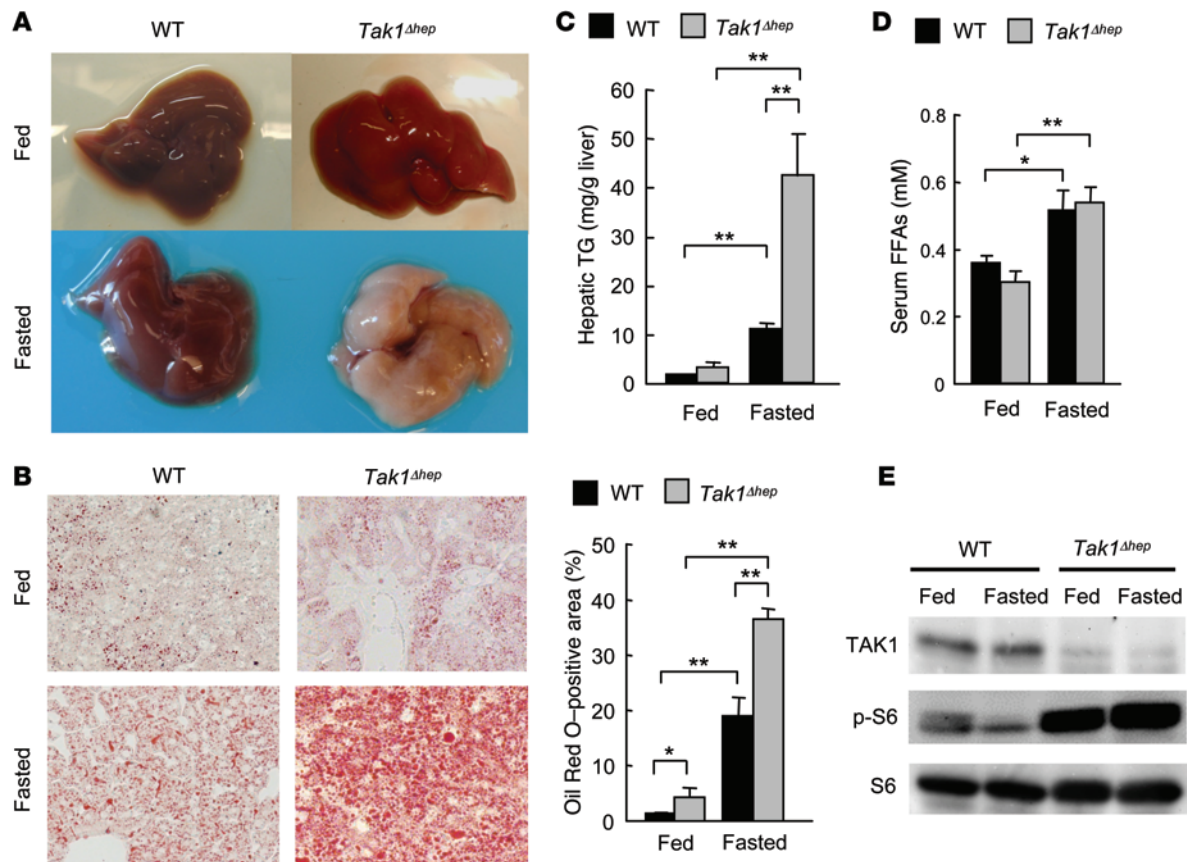 A
WT
Tak1Δhep
Fed
Fasted
B
WT
Tak1Δhep
Fed
Fasted
WT
Tak1Δhep
Oil Red O–positive area (%)
50
40
30
20
10
0
*
**
**
**
Fed
Fasted
C
WT
Tak1Δhep
Hepatic TG (mg/g liver)
60
50
40
30
20
10
0
**
**
**
Fed
Fasted
D
WT
Tak1Δhep
Serum FFAs (mM)
0.8
0.6
0.4
0.2
0
*
**
Fed
Fasted
E
WT
Tak1Δhep
Fed
Fasted
Fed
Fasted
TAK1
p-S6
S6